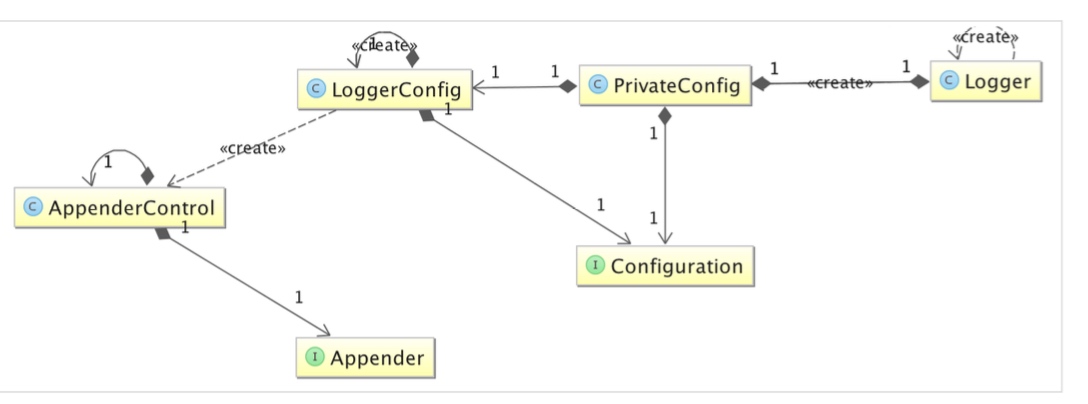 «create»
1
«create»
C LoggerConfig
1
1
C PrivateConfig
1
«create»
1
C Logger
1
1
«create»
1
C AppenderControl
1
1
1
I Configuration
1
I Appender